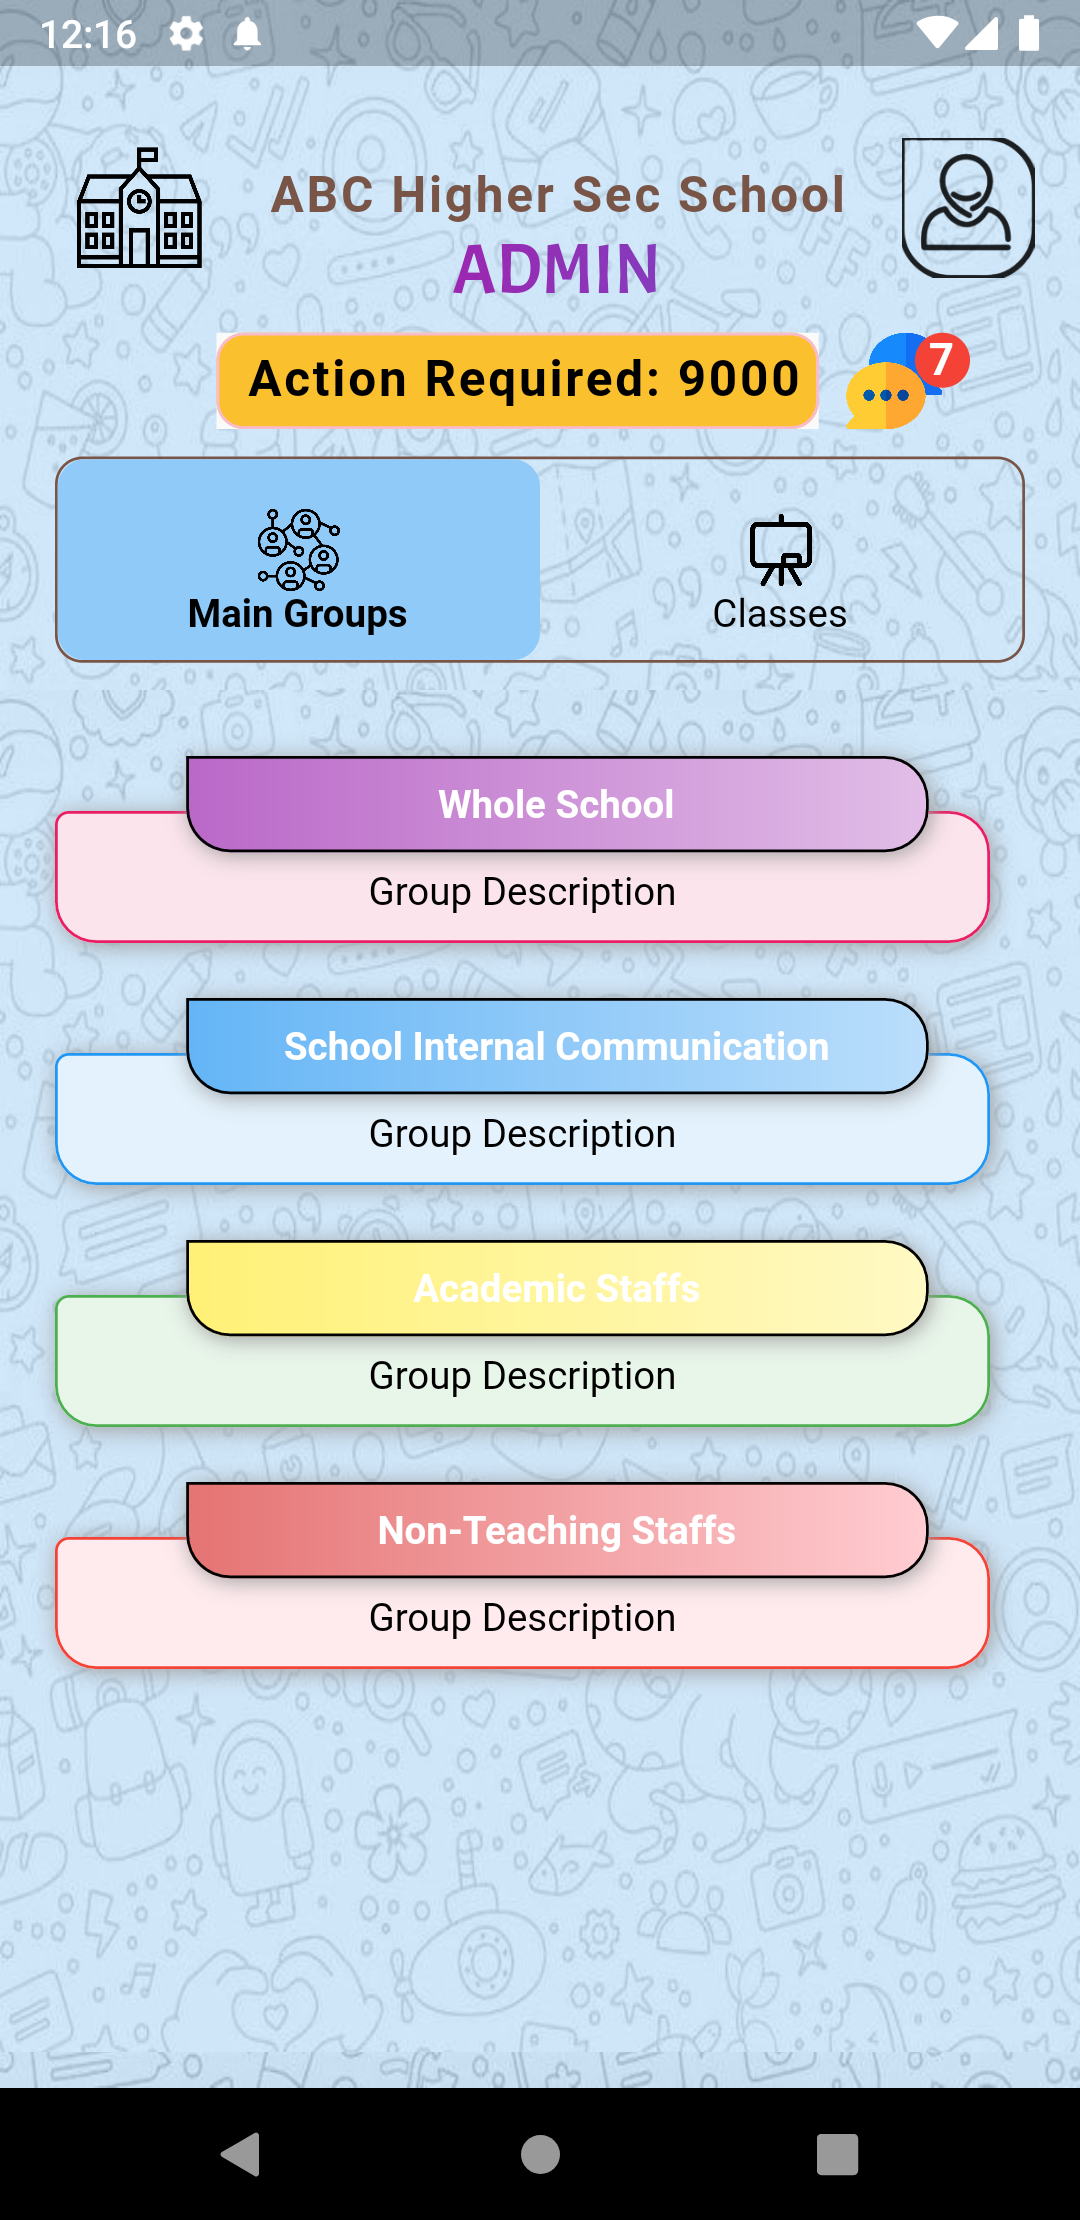 12:16
ABC Higher Sec School
ADMIN
Action Required: 9000
7
Main Groups
Classes
Whole School
Group Description
School Internal Communication
Group Description
Academic Staffs
Group Description
Non-Teaching Staffs
Group Description